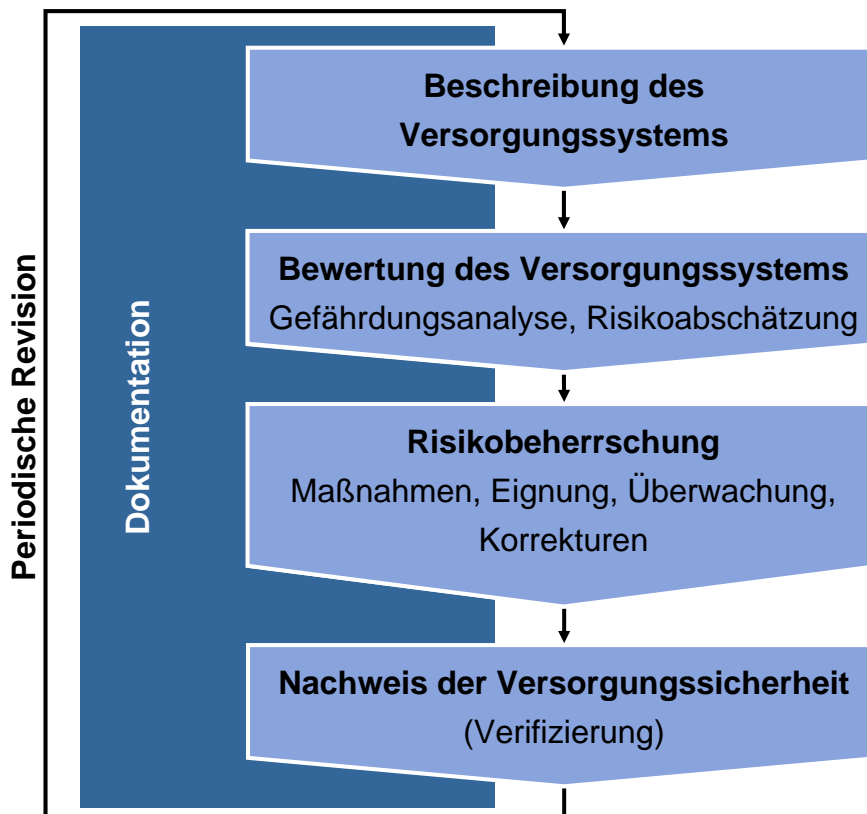 Periodische Revision
Dokumentation
Beschreibung des
Versorgungssystems
Bewertung des Versorgungssystems
Gefährdungsanalyse, Risikoabschätzung
Risikobeherrschung
Maßnahmen, Eignung, Überwachung,
Korrekturen
Nachweis der Versorgungssicherheit
(Verifizierung)